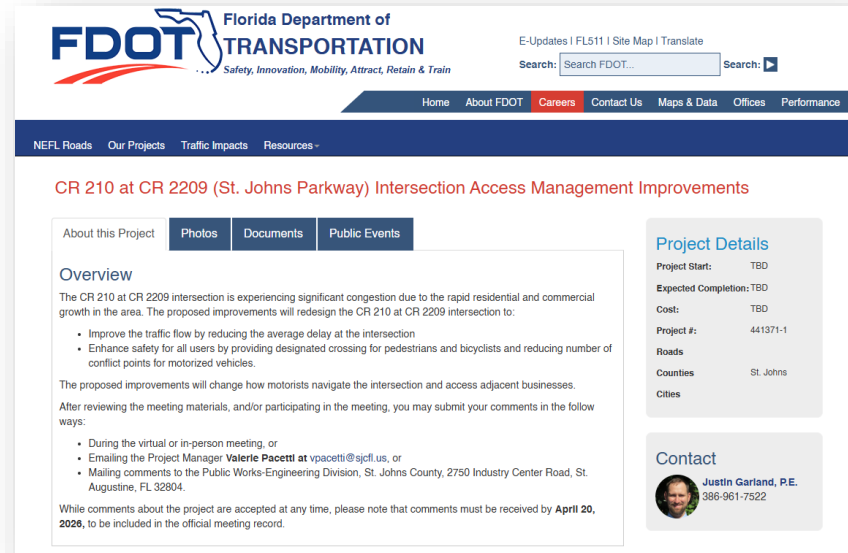 FDOT
Florida Department of
TRANSPORTATION
Safety, Innovation, Mobility, Attract, Retain & Train
E-Updates | FL511 | Site Map | Translate
Search: Search FDOT... Search:
Home About FDOT Careers Contact Us Maps & Data Offices Performance
NEFL Roads Our Projects Traffic Impacts Resources
CR 210 at CR 2209 (St. Johns Parkway) Intersection Access Management Improvements
About this Project Photos Documents Public Events
Overview
The CR 210 at CR 2209 intersection is experiencing significant congestion due to the rapid residential and commercial
growth in the area. The proposed improvements will redesign the CR 210 at CR 2209 intersection to:
• Improve the traffic flow by reducing the average delay at the intersection
• Enhance safety for all users by providing designated crossing for pedestrians and bicyclists and reducing number of
conflict points for motorized vehicles.
The proposed improvements will change how motorists navigate the intersection and access adjacent businesses.
After reviewing the meeting materials, and/or participating in the meeting, you may submit your comments in the follow
ways:
• During the virtual or in-person meeting, or
• Emailing the Project Manager Valerie Pacetti at vpacetti@sjcfl.us, or
• Mailing comments to the Public Works-Engineering Division, St. Johns County, 2750 Industry Center Road, St.
Augustine, FL 32804.
While comments about the project are accepted at any time, please note that comments must be received by April 20,
2026, to be included in the official meeting record.
Project Details
Project Start: TBD
Expected Completion: TBD
Cost: TBD
Project #: 441371-1
Roads
Counties St. Johns
Cities
Contact
Justin Garland, P.E.
386-961-7522